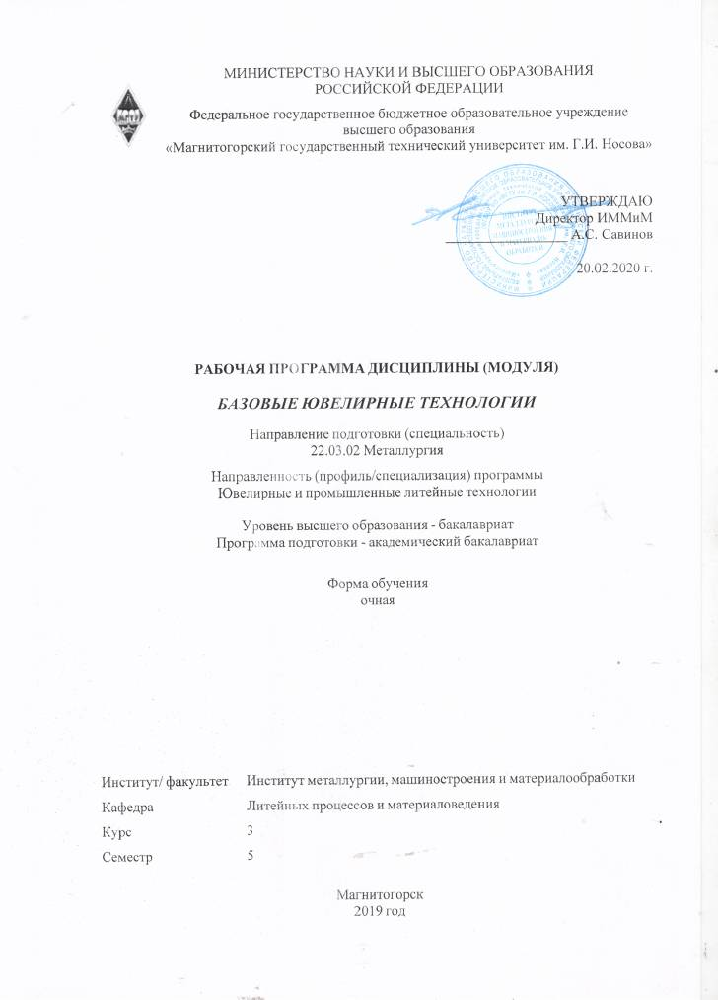 МИНИСТЕРСТВО НАУКИ И ВЫСШЕГО ОБРАЗОВАНИЯ
РОССИЙСКОЙ ФЕДЕРАЦИИ
Федеральное государственное бюджетное образовательное учреждение
высшего образования
«Магнитогорский государственный технический университет им. Г.И. Носова»
УТВЕРЖДАЮ
Директор ИММиМ
А.С. Савинов
20.02.2020 г.
РАБОЧАЯ ПРОГРАММА ДИСЦИПЛИНЫ (МОДУЛЯ)
БАЗОВЫЕ ЮВЕЛИРНЫЕ ТЕХНОЛОГИИ
Направление подготовки (специальность)
22.03.02 Металлургия
Направленность (профиль/специализация) программы
Ювелирные и промышленные литейные технологии
Уровень высшего образования - бакалавриат
Программа подготовки - академический бакалавриат
Форма обучения
очная
Институт/ факультет Институт металлургии, машиностроения и материалообработки
Кафедра Литейных процессов и материаловедения
Курс 3
Семестр 5
Магнитогорск
2019 год